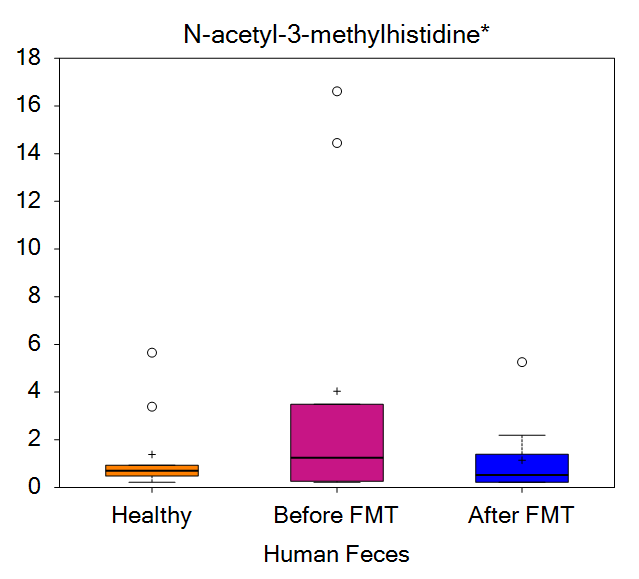 N-acetyl-3-methylhistidine*
18
16
14
12
10
8
6
4
2
0
Healthy
Before FMT
After FMT
Human Feces